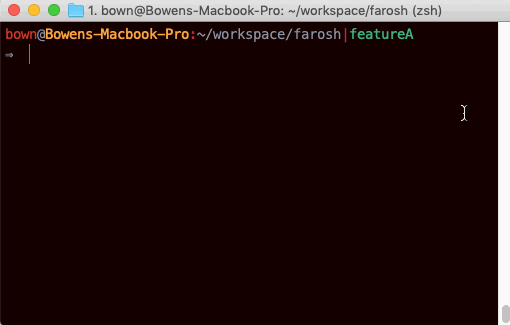 1. bown@Bowens-Macbook-Pro: ~/workspace/farosh (zsh)
bown@Bowens-Macbook-Pro:~/workspace/farosh|featureA
⇒